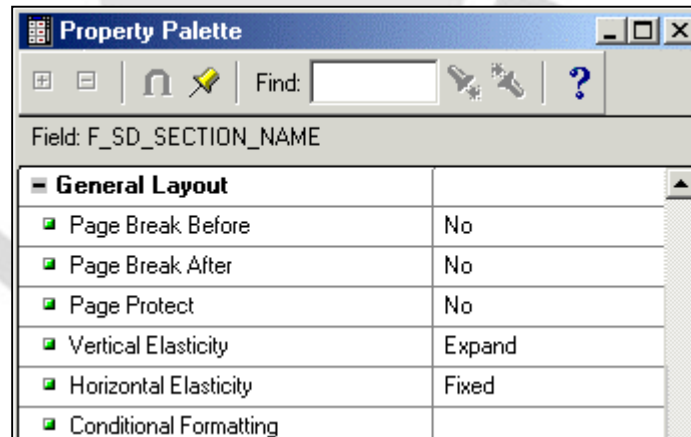 Property Palette
Find: ?
Field: F_SD_SECTION_NAME
General Layout
Page Break Before No
Page Break After No
Page Protect No
Vertical Elasticity Expand
Horizontal Elasticity Fixed
Conditional Formatting